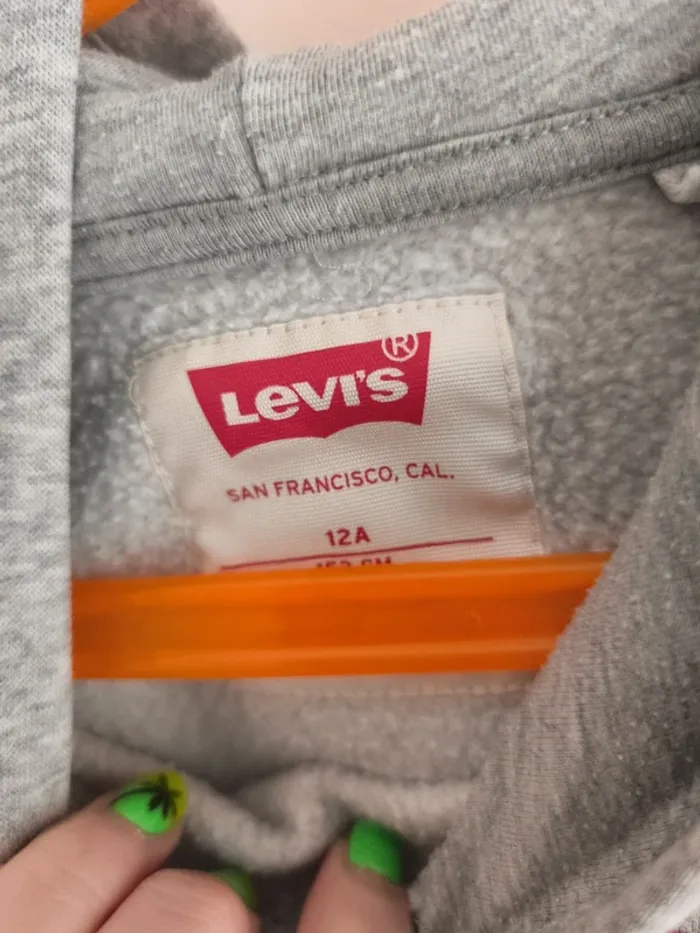 LEVI'S ®
SAN FRANCISCO, CAL.
12A